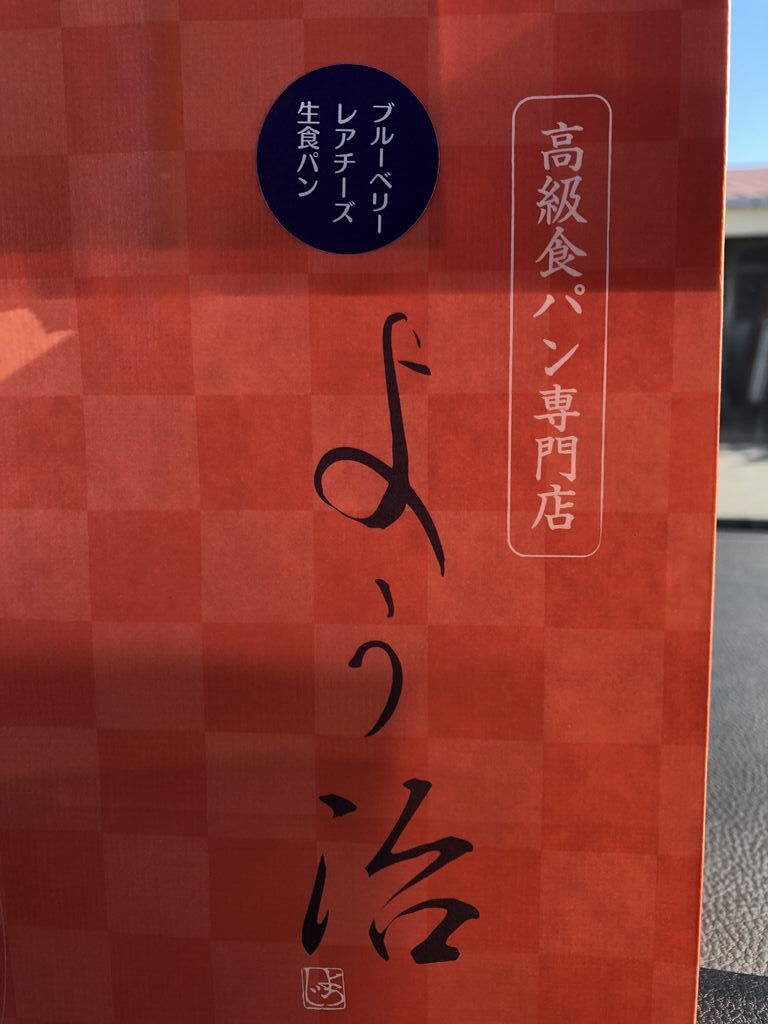 高級食パン専門店
ブルーベリー
レアチーズ
生食パン
よう治